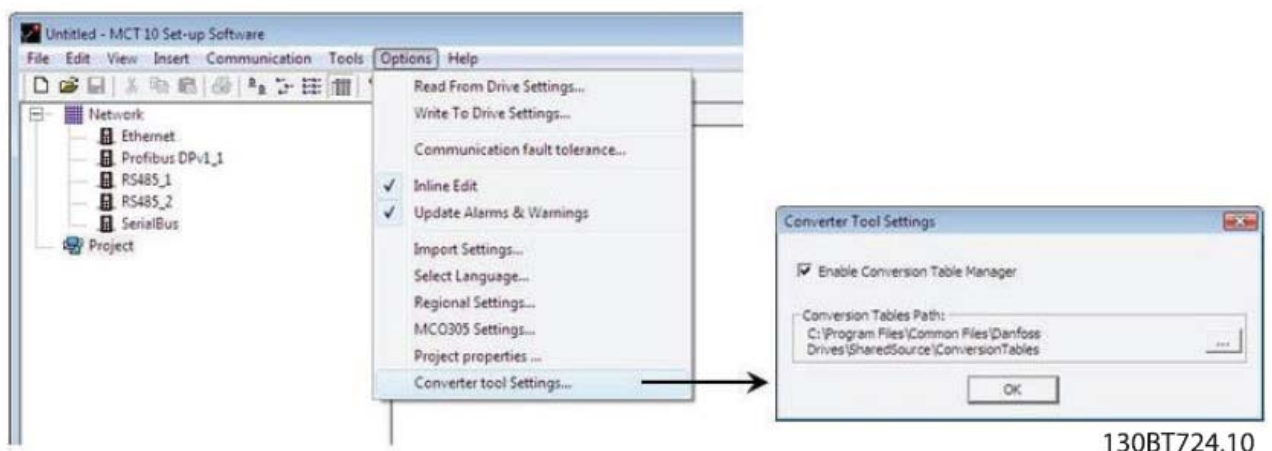 Untitled - MCT 10 Set-up Software
File Edit View Insert Communication Tools Options Help
Network
Ethernet
Profibus DPv1_1
RS485_1
RS485_2
SerialBus
Project
Read From Drive Settings...
Write To Drive Settings...
Communication fault tolerance...
Inline Edit
Update Alarms & Warnings
Import Settings...
Select Language...
Regional Settings...
MCO305 Settings...
Project properties ...
Converter tool Settings...
Converter Tool Settings
Enable Conversion Table Manager
Conversion Tables Path:
C:\Program Files\Common Files\Danfoss
Drives\SharedSource\ConversionTables
...
OK
130BT724.10